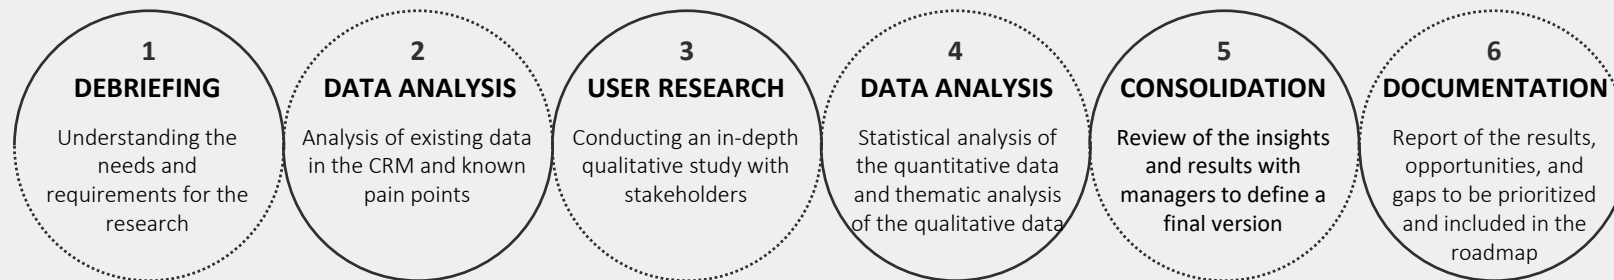 1
DEBRIEFING
Understanding the
needs and
requirements for the
research
2
DATA ANALYSIS
Analysis of existing data
in the CRM and known
pain points
3
USER RESEARCH
Conducting an in-depth
qualitative study with
stakeholders
4
DATA ANALYSIS
Statistical analysis of
the quantitative data
and thematic analysis
of the qualitative data
5
CONSOLIDATION
Review of the insights
and results with
managers to define a
final version
6
DOCUMENTATION
Report of the results,
opportunities, and
gaps to be prioritized
and included in the
roadmap